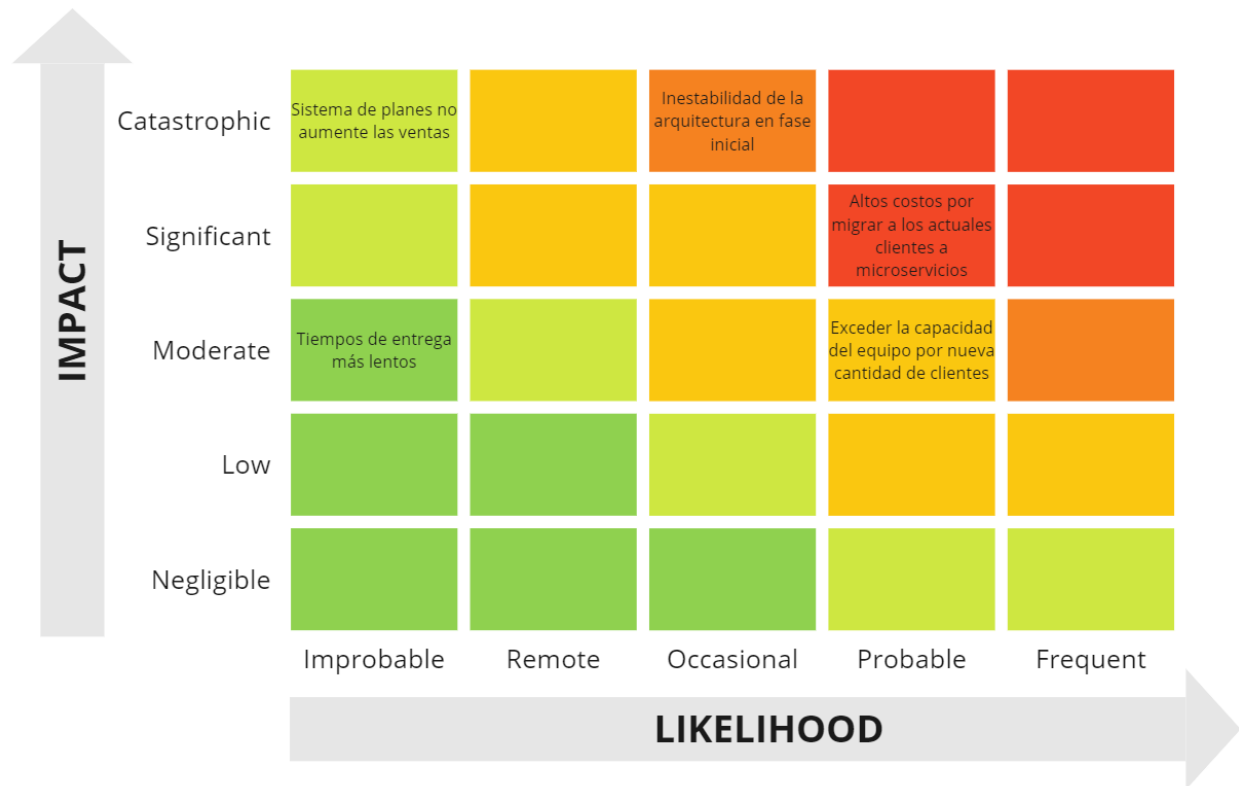 IMPACT
Catastrophic
Sistema de planes no
aumente las ventas
Inestabilidad de la
arquitectura en fase
inicial
Significant
Altos costos por
migrar a los actuales
clientes a
microservicios
Moderate
Tiempos de entrega
más lentos
Exceder la capacidad
del equipo por nueva
cantidad de clientes
Low
Negligible
Improbable
Remote
Occasional
Probable
Frequent
LIKELIHOOD